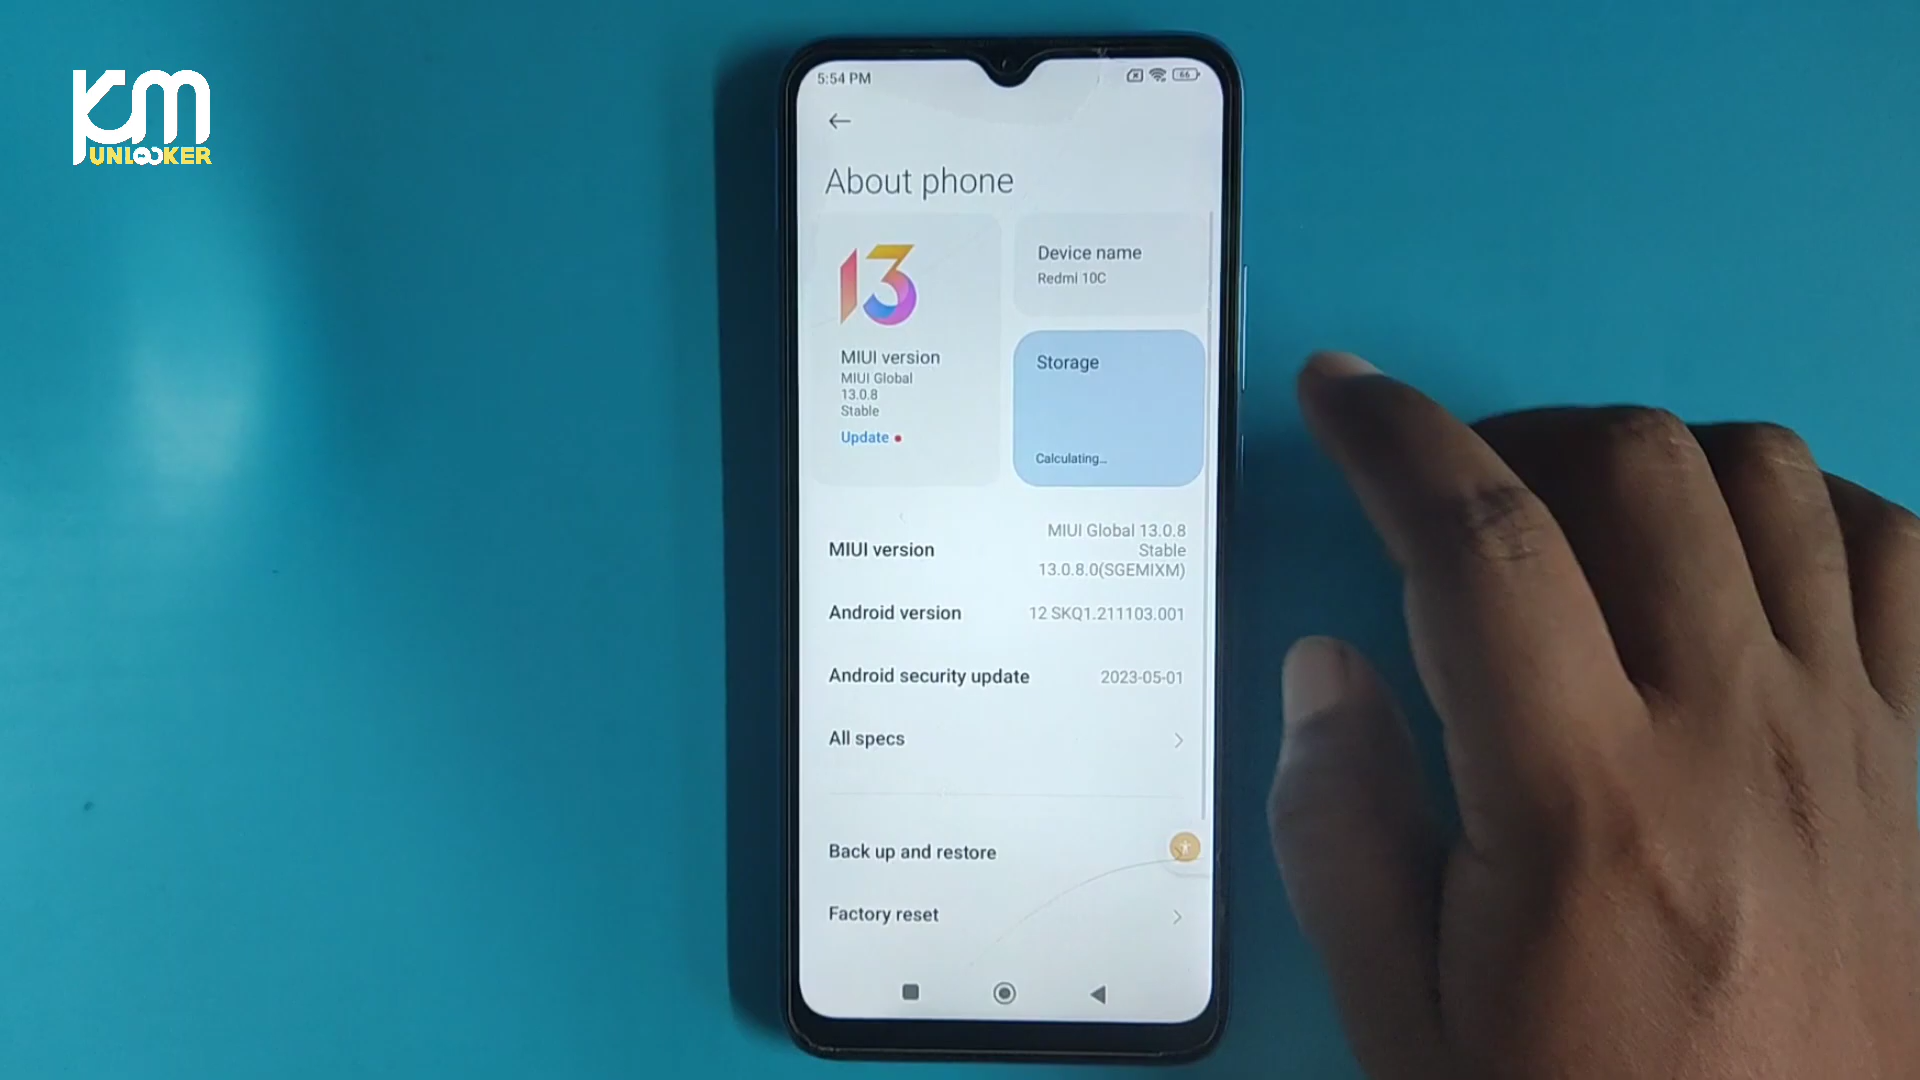 KM
UNLOCKER
5:54 PM
66
About phone
13
MIUI version
MIUI Global
13.0.8
Stable
Update
Device name
Redmi 10C
Storage
Calculating...
MIUI version
MIUI Global 13.0.8
Stable
13.0.8.0(SGEMIXM)
Android version
12 SKQ1.211103.001
Android security update
2023-05-01
All specs
Back up and restore
Factory reset